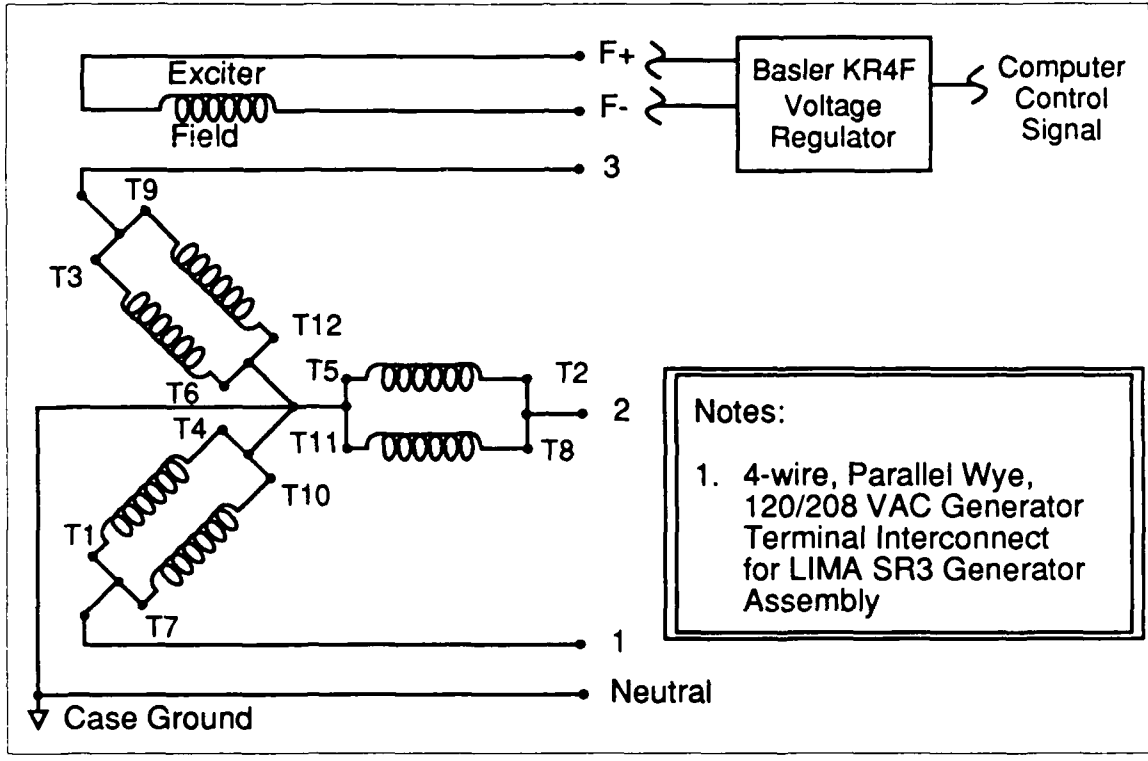 F+
Exciter
Field
F-
Basler KR4F
Voltage
Regulator
Computer
Control
Signal
3
T9
T3
T12
T6
T5
T2
2
T4
T11
T8
T10
T1
T7
1
Neutral
Case Ground
Notes:
1. 4-wire, Parallel Wye,
120/208 VAC Generator
Terminal Interconnect
for LIMA SR3 Generator
Assembly